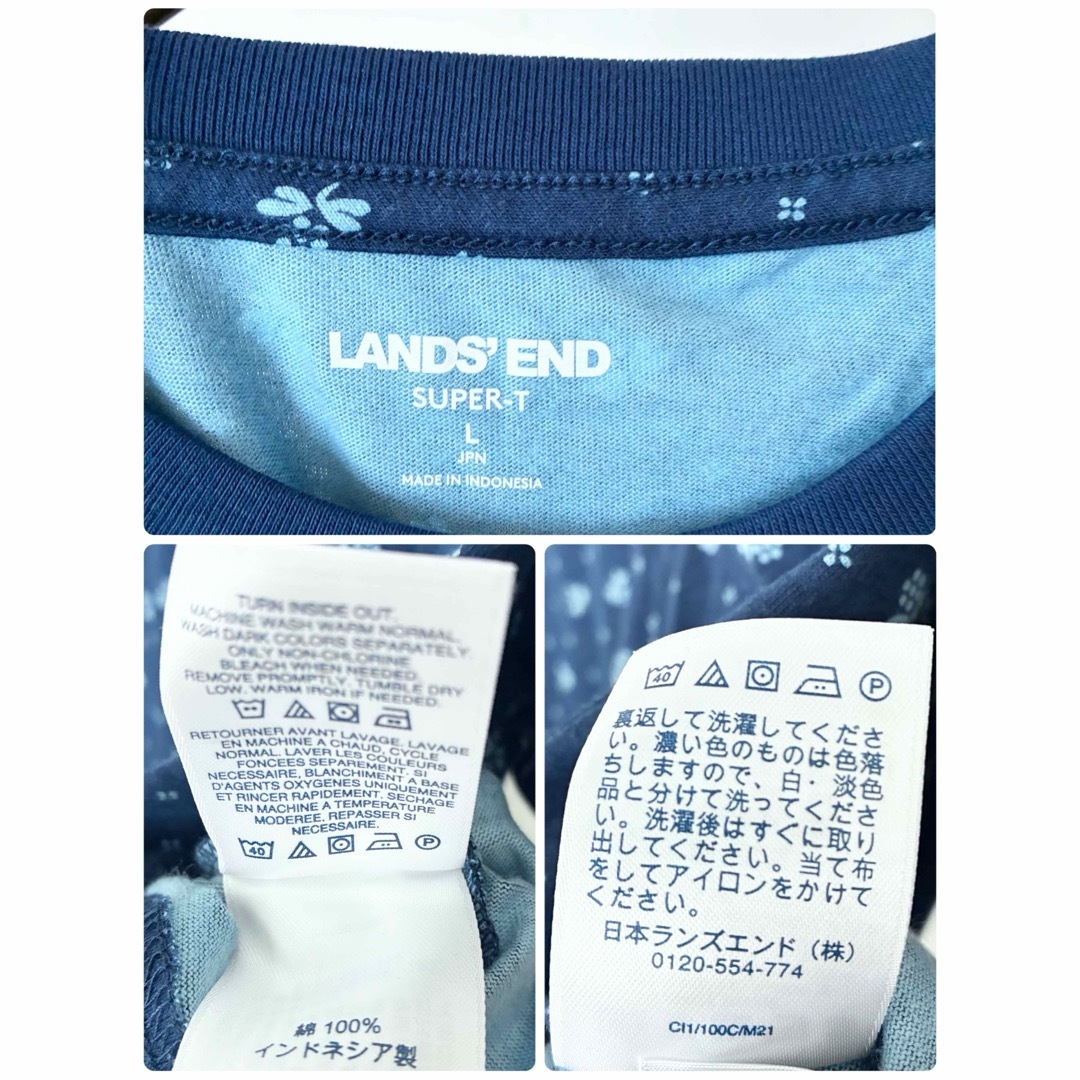 LANDS' END
SUPER-T
L
JPN
MADE IN INDONESIA
TURN INSIDE OUT.
MACHINE WASH WARM NORMAL.
WASH DARK COLORS SEPARATELY.
ONLY NON-CHLORINE
BLEACH WHEN NEEDED.
REMOVE PROMPTLY. TUMBLE DRY
LOW. WARM IRON IF NEEDED.
RETOURNER AVANT LAVAGE. LAVAGE
EN MACHINE A CHAUD, CYCLE
NORMAL. LAVER LES COULEURS
FONCEES SEPAREMENT. SI
NECESSAIRE, BLANCHIMENT A BASE
D'AGENTS OXYGENES UNIQUEMENT
ET RINCER RAPIDEMENT. SECHAGE
EN MACHINE A TEMPERATURE
MODEREE. REPASSER SI
NECESSAIRE.
40 P
綿 100%
インドネシア製
40 P
裏返して洗濯してくださ
い。濃い色のものは色落
ちしますので、白・淡色
品と分けて洗ってくださ
い。洗濯後はすぐに取り
出してください。当て布
をしてアイロンをかけて
ください。
日本ランズエンド（株）
0120-554-774
CI1/100C/M21